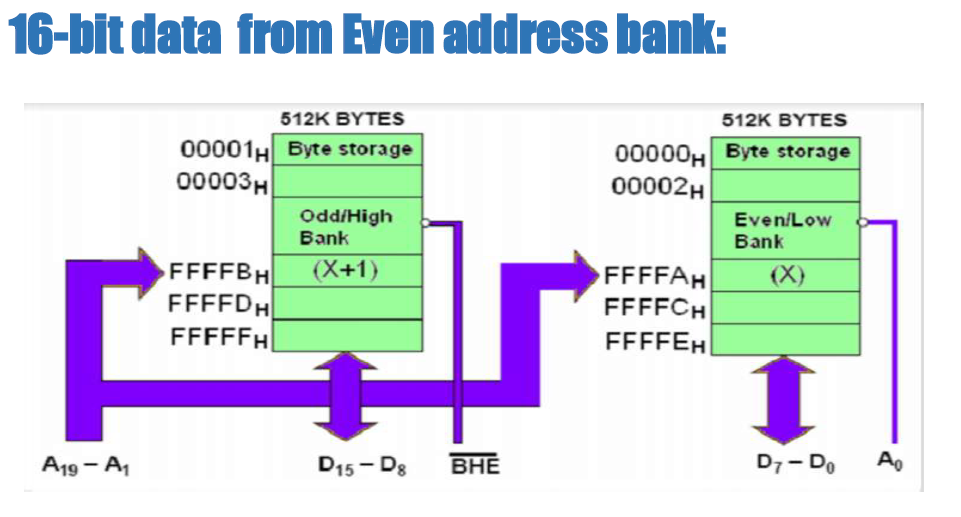 16-bit data from Even address bank:
512K BYTES
00001H Byte storage
00003H
Odd/High
Bank
FFFFBH (X+1)
FFFFDH
FFFFFH
A19 – A1
D15 – D8
BHE
512K BYTES
00000H Byte storage
00002H
Even/Low
Bank
FFFFAH (X)
FFFFCH
FFFFEH
D7 – D0
A0